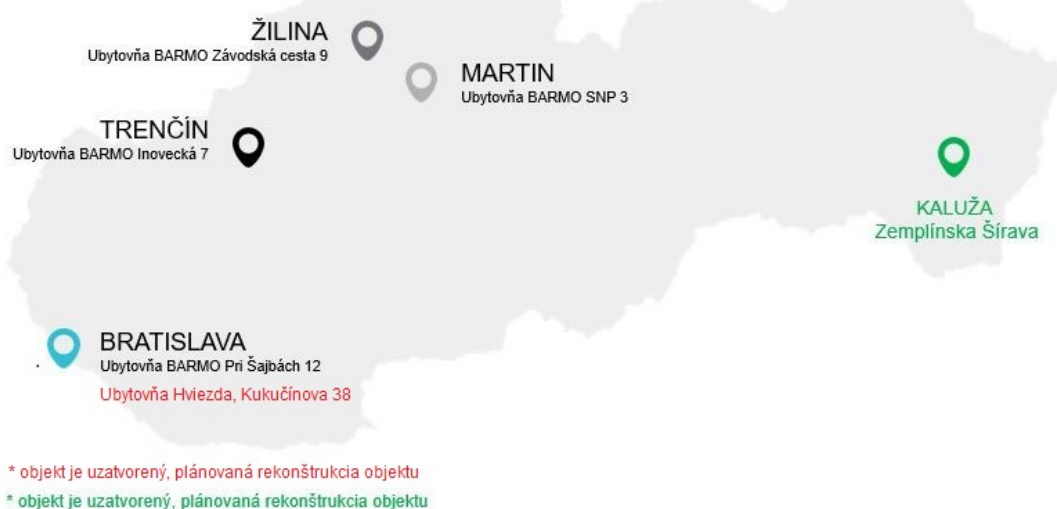 ŽILINA
Ubytovňa BARMO Závodská cesta 9
MARTIN
Ubytovňa BARMO SNP 3
TRENČÍN
Ubytovňa BARMO Inovecká 7
KALUŽA
Zemplínska Šírava
BRATISLAVA
Ubytovňa BARMO Pri Šajbách 12
Ubytovňa Hviezda, Kukučínova 38
* objekt je uzatvorený, plánovaná rekonštrukcia objektu
* objekt je uzatvorený, plánovaná rekonštrukcia objektu